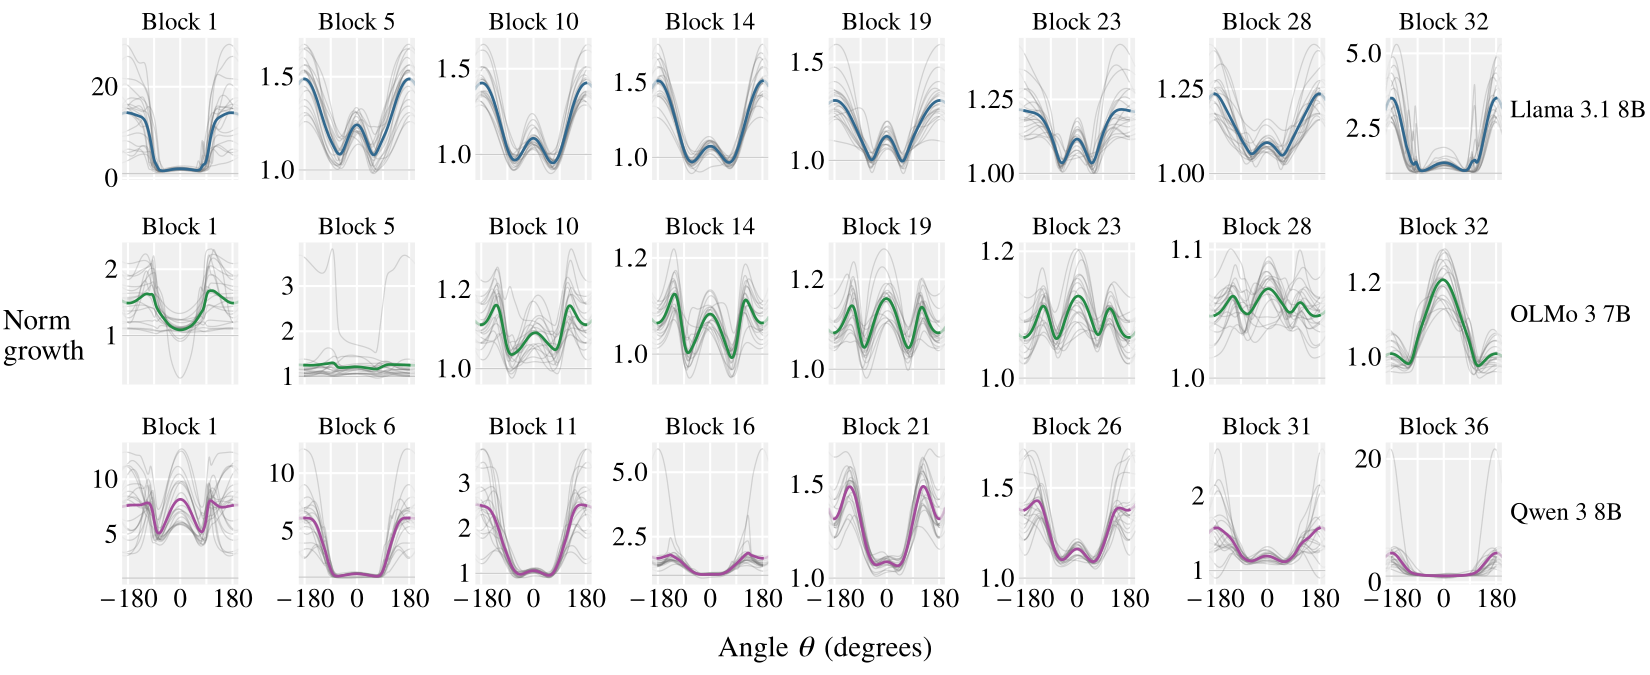 Block 1 Block 5 Block 10 Block 14 Block 19 Block 23 Block 28 Block 32
20 0 1.5 1.0 1.5 1.0 1.5 1.0 1.5 1.0 1.25 1.00 1.25 1.00 5.0 2.5 Llama 3.1 8B
Block 1 Block 5 Block 10 Block 14 Block 19 Block 23 Block 28 Block 32
2 1 3 2 1 1.2 1.0 1.2 1.0 1.2 1.0 1.2 1.0 1.1 1.0 1.2 1.0 OLMo 3 7B
Norm
growth
Block 1 Block 6 Block 11 Block 16 Block 21 Block 26 Block 31 Block 36
10 5 10 5 3 2 1 5.0 2.5 1.5 1.0 1.5 1.0 2 1 20 0 Qwen 3 8B
−180 0 180 −180 0 180 −180 0 180 −180 0 180 −180 0 180 −180 0 180 −180 0 180 −180 0 180
Angle θ (degrees)